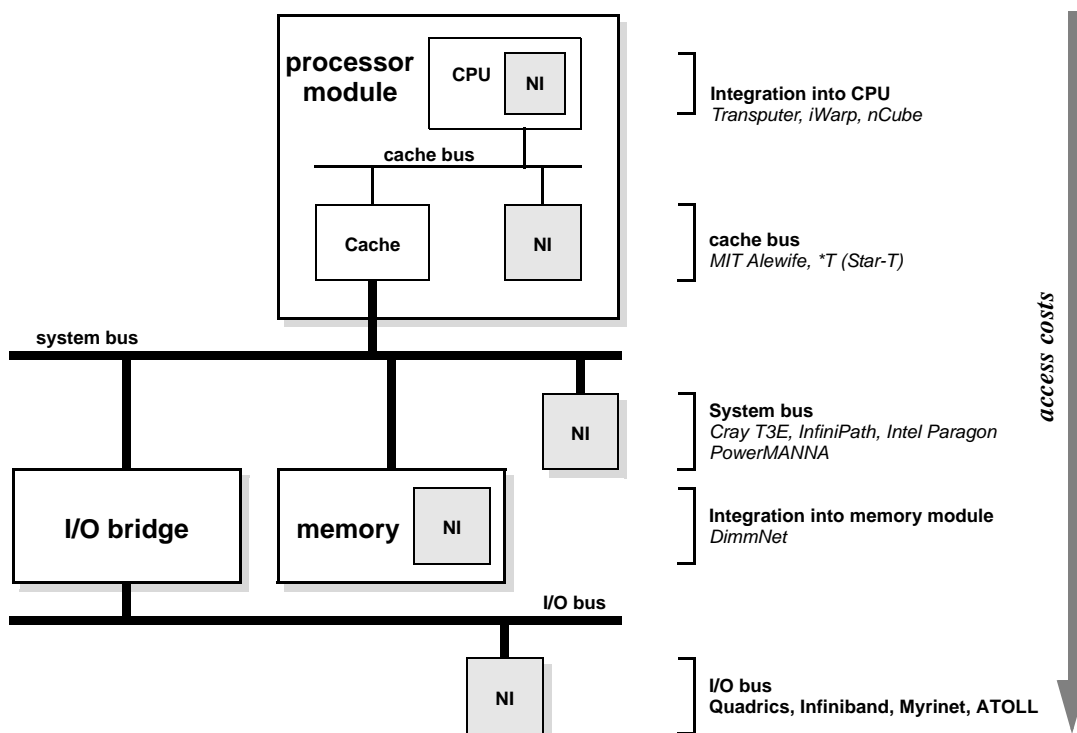 processor
module
CPU
NI
cache bus
Cache
NI
system bus
NI
I/O bridge
memory
NI
I/O bus
NI
Integration into CPU
Transputer, iWarp, nCube
cache bus
MIT Alewife, *T (Star-T)
System bus
Cray T3E, InfiniPath, Intel Paragon
PowerMANNA
Integration into memory module
DimmNet
I/O bus
Quadrics, Infiniband, Myrinet, ATOLL
access costs